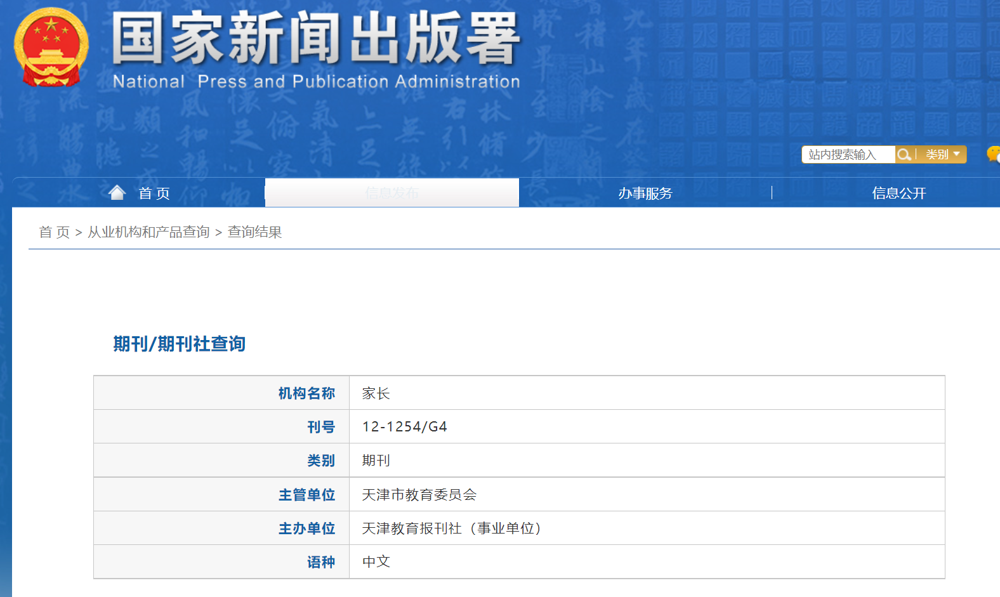 国家新闻出版署
National Press and Publication Administration
站内搜索输入 类别
首 页 信息发布 办事服务 信息公开
首 页 > 从业机构和产品查询 > 查询结果
期刊/期刊社查询
机构名称 家长
刊号 12-1254/G4
类别 期刊
主管单位 天津市教育委员会
主办单位 天津教育报刊社（事业单位）
语种 中文